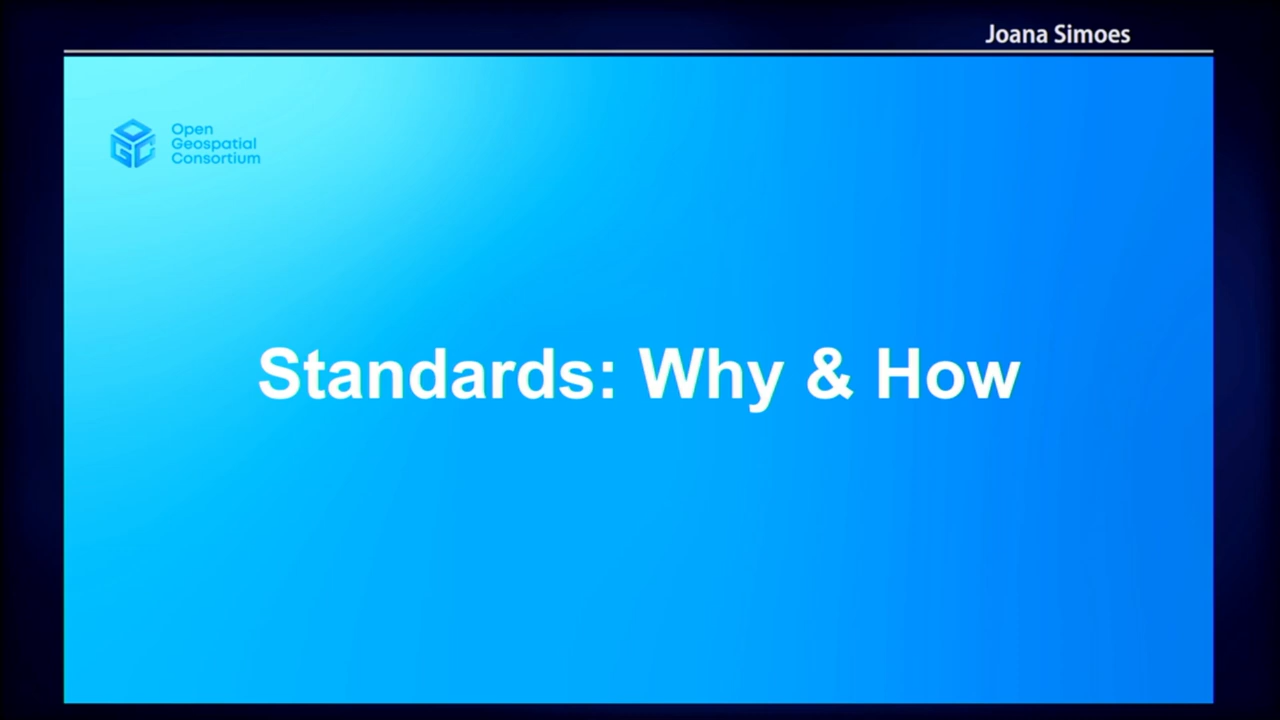 Joana Simoes
Open
Geospatial
Consortium
Standards: Why & How